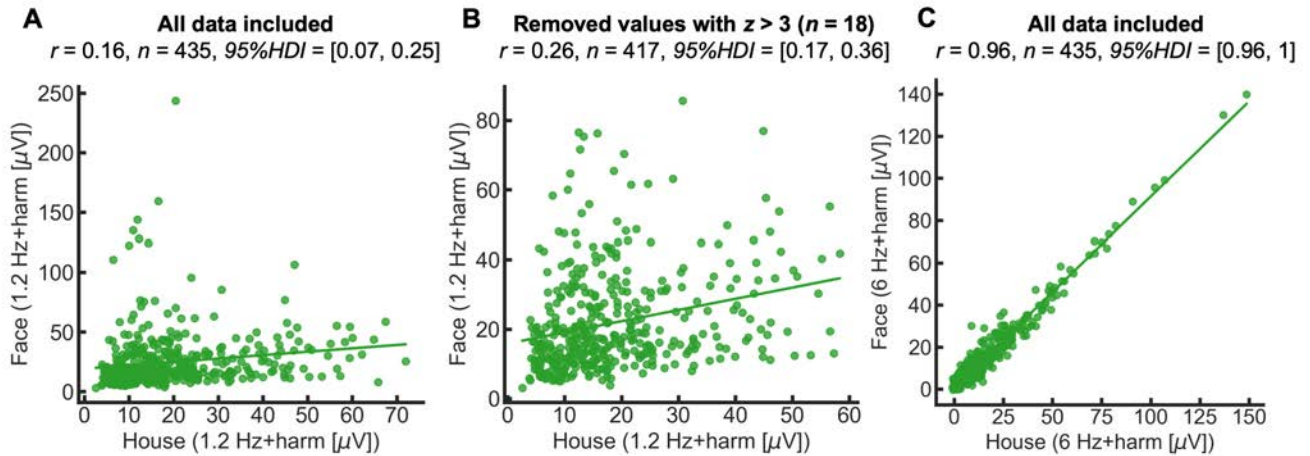 A
All data included
r = 0.16, n = 435, 95%HDI = [0.07, 0.25]
250
200
150
100
50
0
Face (1.2 Hz+harm [µV])
0 10 20 30 40 50 60 70
House (1.2 Hz+harm [µV])
B
Removed values with z > 3 (n = 18)
r = 0.26, n = 417, 95%HDI = [0.17, 0.36]
80
60
40
20
0
Face (1.2 Hz+harm [µV])
0 10 20 30 40 50 60
House (1.2 Hz+harm [µV])
C
All data included
r = 0.96, n = 435, 95%HDI = [0.96, 1]
140
120
100
80
60
40
20
0
Face (6 Hz+harm [µV])
0 25 50 75 100 125 150
House (6 Hz+harm [µV])